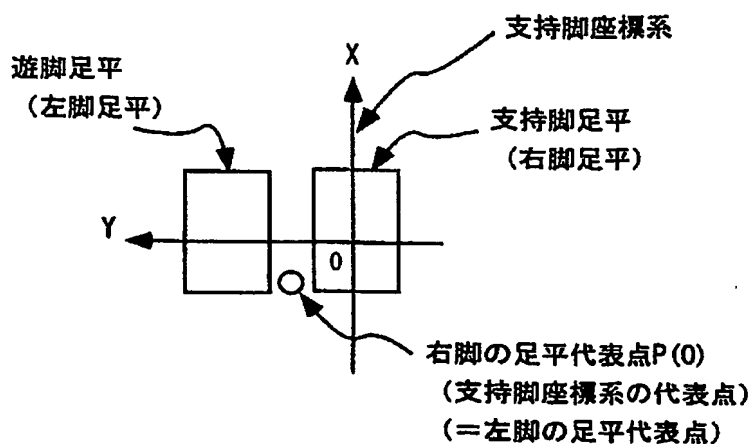 支持脚座標系
遊脚足平
(左脚足平)
X
支持脚足平
(右脚足平)
Y
0
右脚の足平代表点P(0)
(支持脚座標系の代表点)
(=左脚の足平代表点)